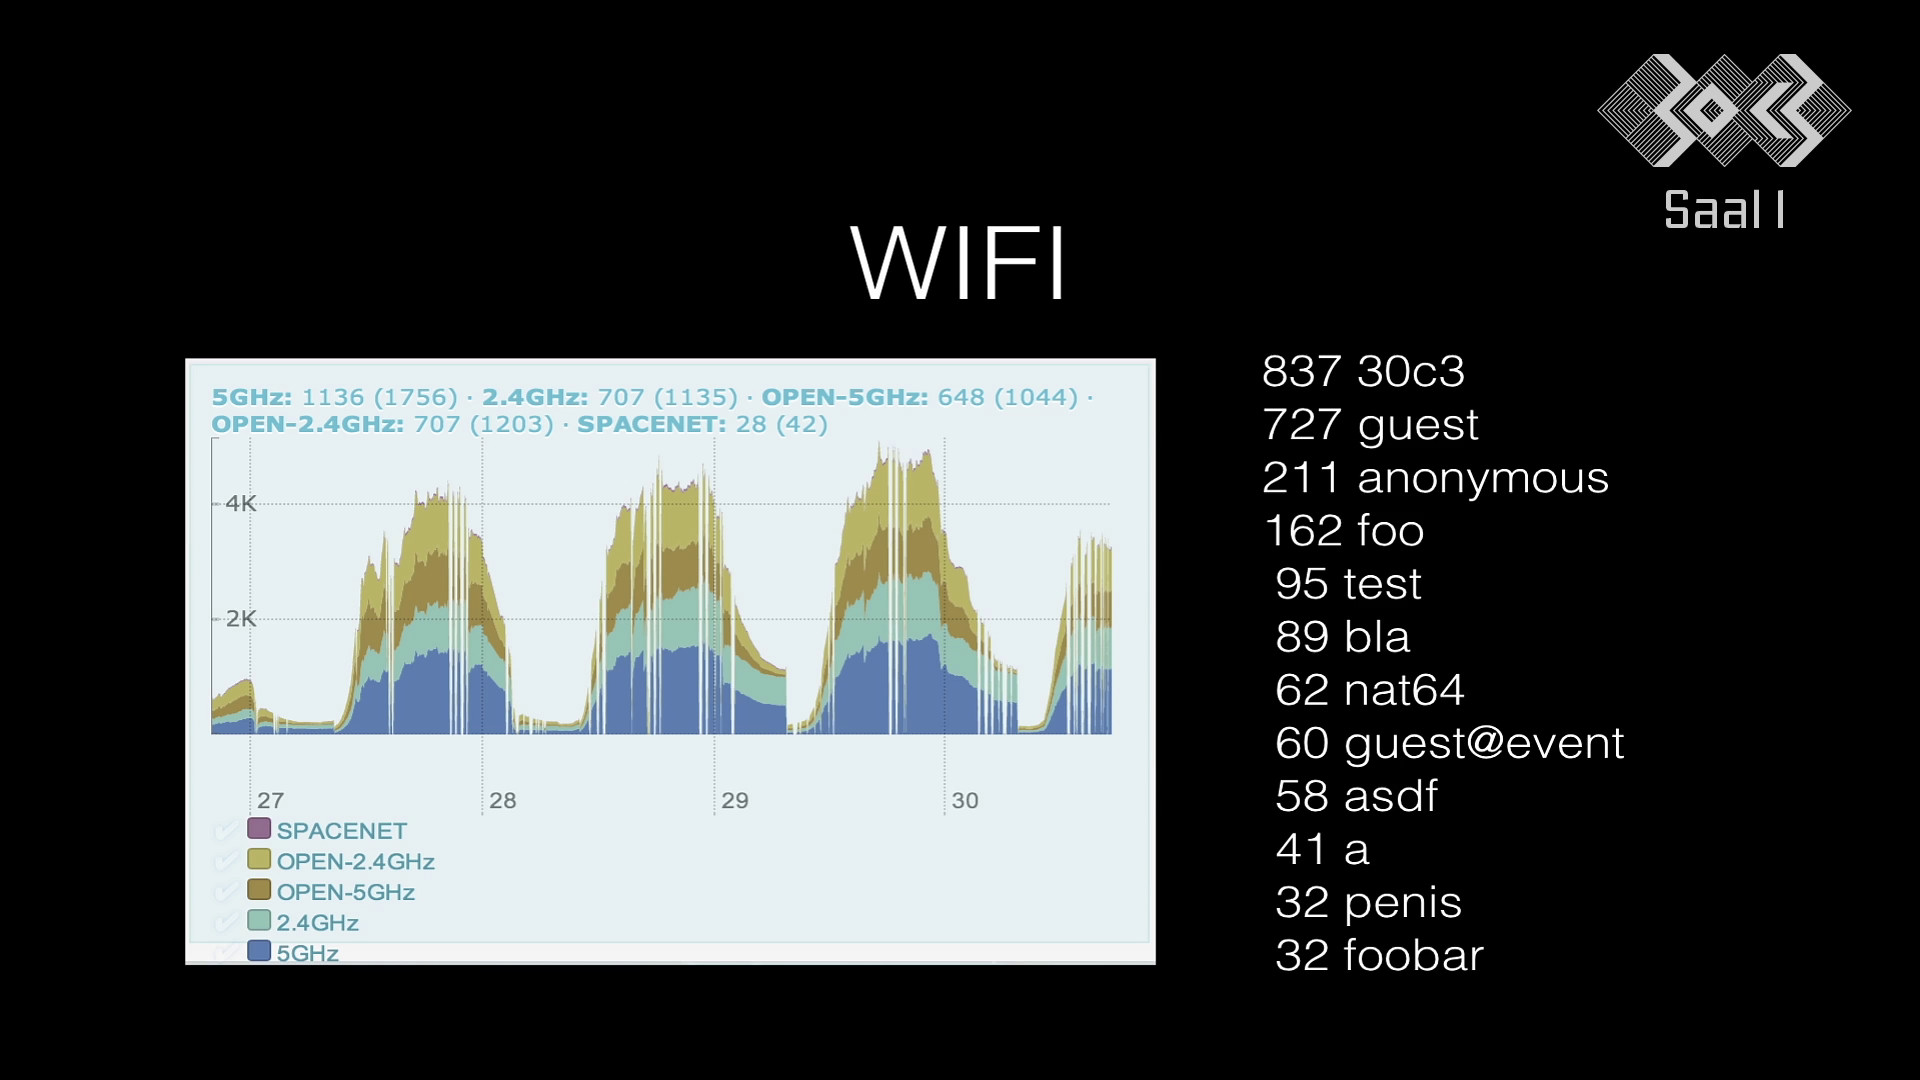 30C3
Saal 1
WIFI
5GHz: 1136 (1756) · 2.4GHz: 707 (1135) · OPEN-5GHz: 648 (1044) ·
OPEN-2.4GHz: 707 (1203) · SPACENET: 28 (42)
4K
2K
27 28 29 30
SPACENET
OPEN-2.4GHz
OPEN-5GHz
2.4GHz
5GHz
837 30c3
727 guest
211 anonymous
162 foo
95 test
89 bla
62 nat64
60 guest@event
58 asdf
41 a
32 penis
32 foobar